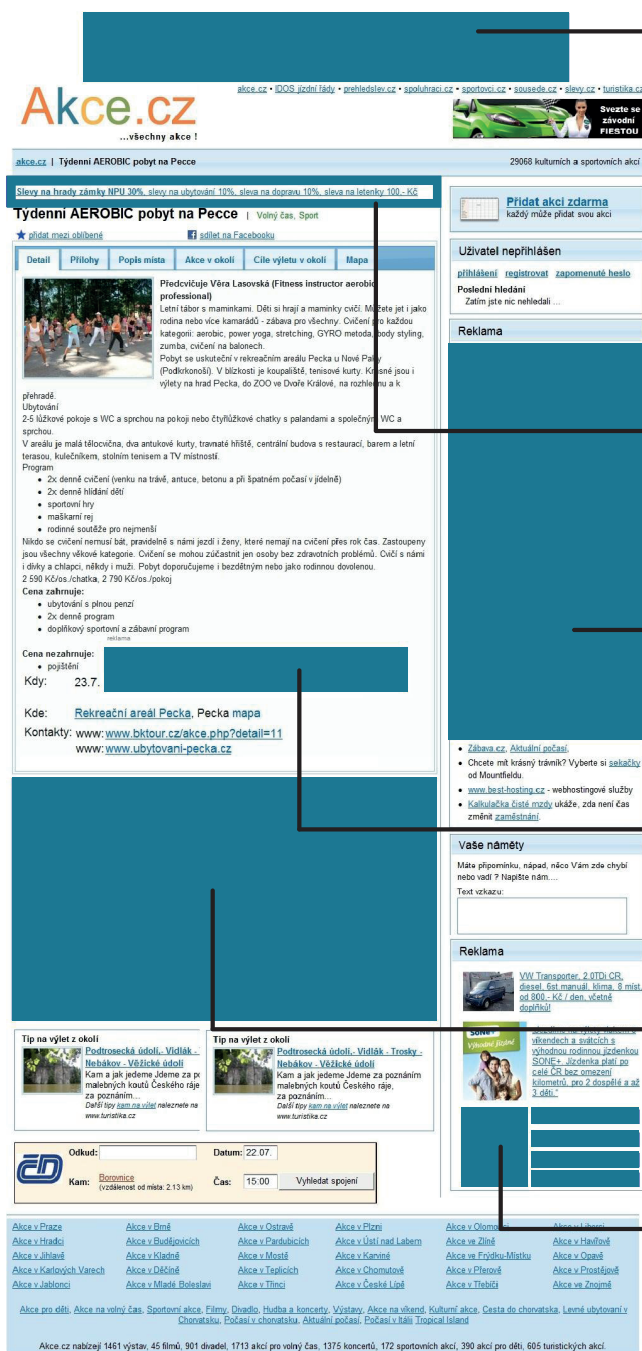 akce.cz • IDOS jízdní řády • prehledslev.cz • spoluhraci.cz • sportovci.cz • sousede.cz • slevy.cz • turistika.cz
Akce.cz
...všechny akce !
Svezte se
závodní
FIESTOU
akce.cz | Týdenní AEROBIC pobyt na Pecce
29068 kulturních a sportovních akcí
Slevy na hrady zámky NPU 30%, slevy na ubytování 10%, sleva na dopravu 10%, sleva na letenky 100,- Kč
Týdenní AEROBIC pobyt na Pecce | Volný čas, Sport
přidat mezi oblíbené sdílet na Facebooku
Detail Přílohy Popis místa Akce v okolí Cíle výletu v okolí Mapa
Předcvičuje Věra Lasovská (Fitness instructor aerobic
professional)
Letní tábor s maminkami. Děti si hrají a maminky cvičí. Můžete jet i jako
rodina nebo více kamarádů - zábava pro všechny. Cvičení pro každou
kategorii: aerobic, power yoga, stretching, GYRO metoda, body styling,
zumba, cvičení na balonech.
Pobyt se uskuteční v rekreačním areálu Pecka u Nové Paky
(Podkrkonoší). V blízkosti je koupaliště, tenisové kurty. Krásné jsou i
výlety na hrad Pecka, do ZOO ve Dvoře Králové, na rozhlednu a k
přehradě.
Ubytování
2-5 lůžkové pokoje s WC a sprchou na pokoji nebo čtyřlůžkové chatky s palandami a společným WC a
sprchou.
V areálu je malá tělocvična, dva antukové kurty, travnaté hřiště, centrální budova s restaurací, barem a letní
terasou, kulečníkem, stolním tenisem a TV místností.
Program
• 2x denně cvičení (venku na trávě, antuce, betonu a při špatném počasí v jídelně)
• 2x denně hlídání dětí
• sportovní hry
• maškarní rej
• rodinné soutěže pro nejmenší
Nikdo se cvičení nemusí bát, pravidelně s námi jezdí i ženy, které nemají na cvičení přes rok čas. Zastoupeny
jsou všechny věkové kategorie. Cvičení se mohou zúčastnit jen osoby bez zdravotních problémů. Cvičí s námi
i dívky a chlapci, někdy i muži. Pobyt doporučujeme i bezdětným nebo jako rodinnou dovolenou.
2 590 Kč/os./chatka, 2 790 Kč/os./pokoj
Cena zahrnuje:
• ubytování s plnou penzí
• 2x denně program
• doplňkový sportovní a zábavní program
reklama
Cena nezahrnuje:
• pojištění
Kdy: 23.7.
Kde: Rekreační areál Pecka, Pecka mapa
Kontakty: www: www.bktour.cz/akce.php?detail=11
www: www.ubytovani-pecka.cz
Přidat akci zdarma
každý může přidat svou akci
Uživatel nepřihlášen
přihlášení registrovat zapomenuté heslo
Poslední hledání
Zatím jste nic nehledali ...
Reklama
• Zábava.cz, Aktuální počasí,
• Chcete mít krásný trávník? Vyberte si sekačky
od Mountfieldu.
• www.best-hosting.cz - webhostingové služby
• Kalkulačka čisté mzdy ukáže, zda není čas
změnit zaměstnání.
Vaše náměty
Máte připomínku, nápad, něco Vám zde chybí
nebo vadí ? Napište nám....
Text vzkazu:
Reklama
VW Transporter, 2.0TDi CR,
diesel, 6st.manuál, klima, 8 míst,
od 800,- Kč / den, včetně
doplňků!
SONE+
Výhodné jízdné
víkendech a svátcích s
výhodnou rodinnou jízdenkou
SONE+. Jízdenka platí po
celé ČR bez omezení
kilometrů, pro 2 dospělé a až
3 děti."
Tip na výlet z okolí
Podtrosecká údolí,- Vidlák -
Nebákov - Věžické údolí
Kam a jak jedeme Jdeme za po
malebných koutů Českého ráje
za poznáním...
Další tipy kam na výlet naleznete na
www.turistika.cz
Tip na výlet z okolí
Podtrosecká údolí,- Vidlák - Trosky -
Nebákov - Věžické údolí
Kam a jak jedeme Jdeme za poznáním
malebných koutů Českého ráje,
za poznáním...
Další tipy kam na výlet naleznete na
www.turistika.cz
ČD
Odkud: Datum: 22.07.
Kam: Borovnice Čas: 15:00 Vyhledat spojení
(vzdálenost od místa: 2.13 km)
Akce v Praze Akce v Brně Akce v Ostravě Akce v Plzni Akce v Olomouci Akce v Liberci
Akce v Hradci Akce v Budějovicích Akce v Pardubicích Akce v Ústí nad Labem Akce ve Zlíně Akce v Havířově
Akce v Jihlavě Akce v Kladně Akce v Mostě Akce v Karviné Akce ve Frýdku-Místku Akce v Opavě
Akce v Karlových Varech Akce v Děčíně Akce v Teplicích Akce v Chomutově Akce v Přerově Akce v Prostějově
Akce v Jablonci Akce v Mladé Boleslavi Akce v Třinci Akce v České Lípě Akce v Třebíči Akce ve Znojmě
Akce pro děti, Akce na volný čas, Sportovní akce, Filmy, Divadlo, Hudba a koncerty, Výstavy, Akce na víkend, Kulturní akce, Cesta do chorvatska, Levné ubytování v
Chorvatsku, Počasí v chorvatsku, Aktuální počasí, Počasí v Itálii Tropical Island
Akce.cz nabízejí 1461 výstav, 45 filmů, 901 divadel, 1713 akcí pro volný čas, 1375 koncertů, 172 sportovních akcí, 390 akcí pro děti, 605 turistických akcí.